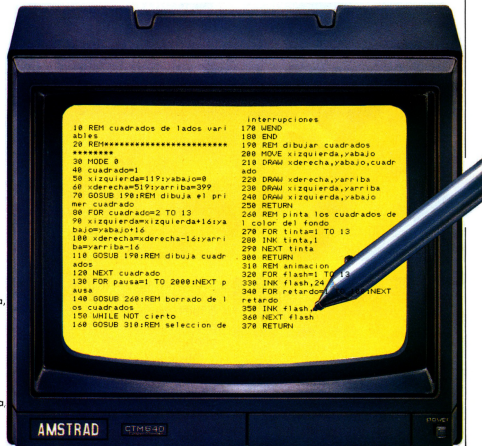 10 REM cuadrados de lados vari
ables
20 REM*************************
********
30 MODE 0
40 cuadrado=1
50 xizquierda=119:yabajo=0
60 xderecha=519:yarriba=399
70 GOSUB 190:REM dibuja el pri
mer cuadrado
80 FOR cuadrado=2 TO 13
90 xizquierda=xizquierda+16:ya
bajo=yabajo+16
100 xderecha=xderecha-16:yarri
ba=yarriba-16
110 GOSUB 190:REM dibuja cuadr
ados
120 NEXT cuadrado
130 FOR pausa=1 TO 2000:NEXT p
ausa
140 GOSUB 260:REM borrado de l
os cuadrados
150 WHILE NOT cierto
160 GOSUB 310:REM seleccion de
interrupciones
170 WEND
180 END
190 REM dibujar cuadrados
200 MOVE xizquierda,yabajo
210 DRAW xderecha,yabajo,cuadr
ado
220 DRAW xderecha,yarriba
230 DRAW xizquierda,yarriba
240 DRAW xizquierda,yabajo
250 RETURN
260 REM pinta los cuadrados de
l color del fondo
270 FOR tinta=1 TO 13
280 INK tinta,1
290 NEXT tinta
300 RETURN
310 REM animacion
320 FOR flash=1 TO 13
330 INK flash,24
340 FOR retardo= NEXT
retardo
350 INK flash,
360 NEXT flash
370 RETURN
AMSTRAD CTM640